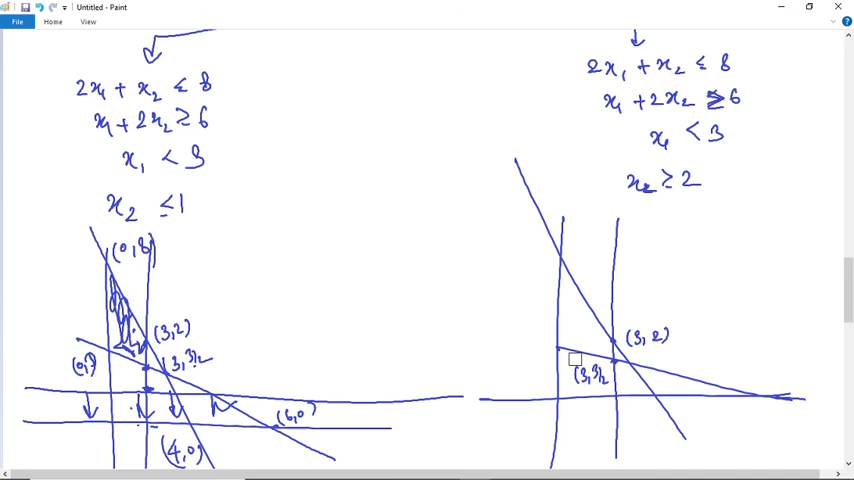 Untitled - Paint
File Home View
2x₁ + x₂ ≤ 8
x₁ + 2x₂ ≥ 6
x₁ < 3
x₂ ≤ 1
(0,8)
(3,2)
(3,3/2
(6,0)
(4,0)
2x₁ + x₂ ≤ 8
x₁ + 2x₂ ≥ 6
x₁ < 3
x₂ ≥ 2
(3,2)
(3,3/2